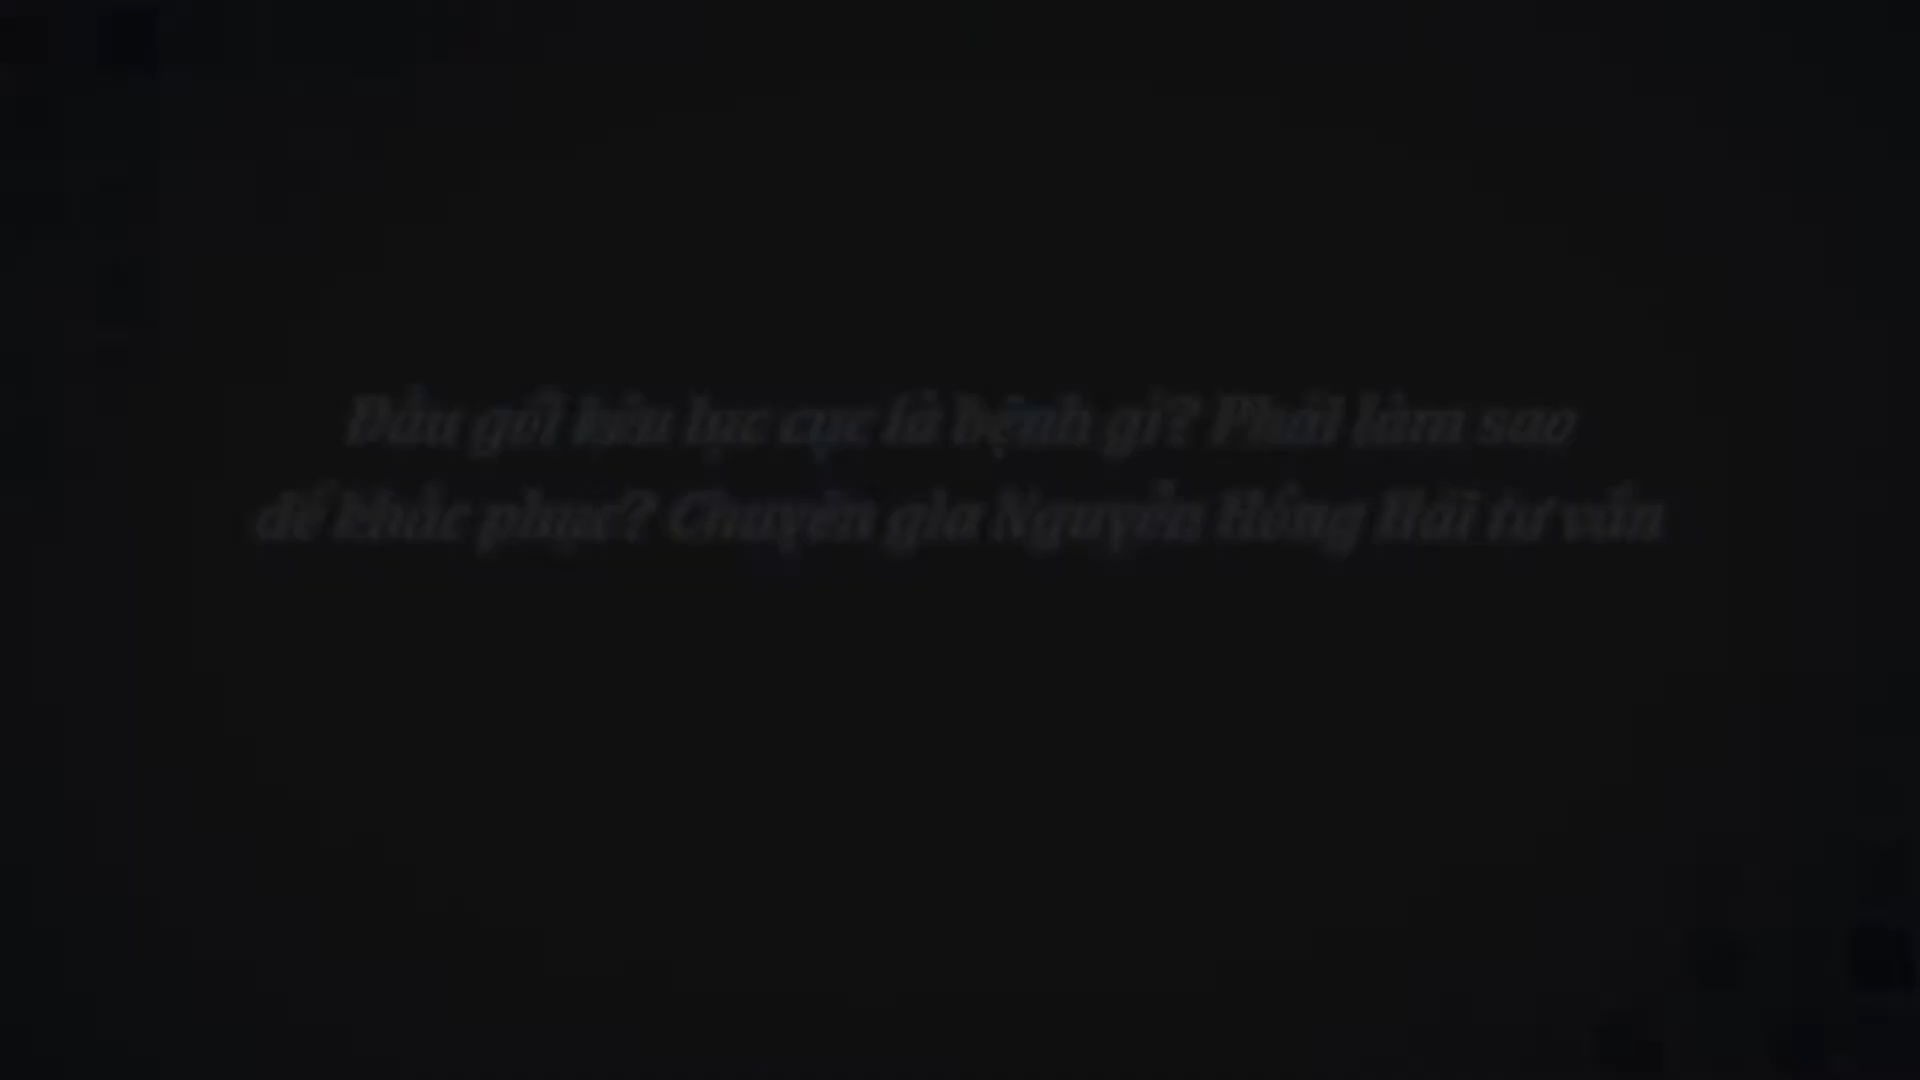 Đầu gối kêu lục cục là bệnh gì? Phải làm sao
để khắc phục? Chuyên gia Nguyễn Hồng Hải tư vấn